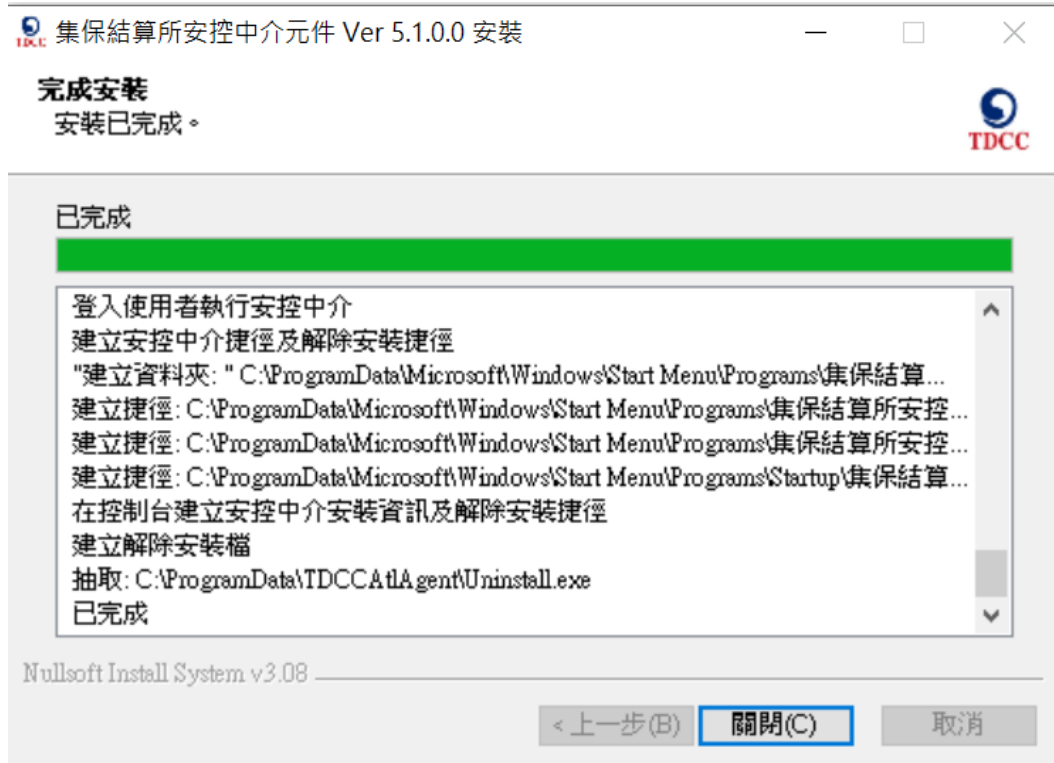 TDCC 集保結算所安控中介元件 Ver 5.1.0.0 安裝
完成安裝
安裝已完成。
TDCC
已完成
登入使用者執行安控中介
建立安控中介捷徑及解除安裝捷徑
"建立資料夾: " C:\ProgramData\Microsoft\Windows\Start Menu\Programs\集保結算...
建立捷徑: C:\ProgramData\Microsoft\Windows\Start Menu\Programs\集保結算所安控...
建立捷徑: C:\ProgramData\Microsoft\Windows\Start Menu\Programs\集保結算所安控...
建立捷徑: C:\ProgramData\Microsoft\Windows\Start Menu\Programs\Startup\集保結算...
在控制台建立安控中介安裝資訊及解除安裝捷徑
建立解除安裝檔
抽取: C:\ProgramData\TDCCAtlAgent\Uninstall.exe
已完成
Nullsoft Install System v3.08
< 上一步(B) 關閉(C) 取消